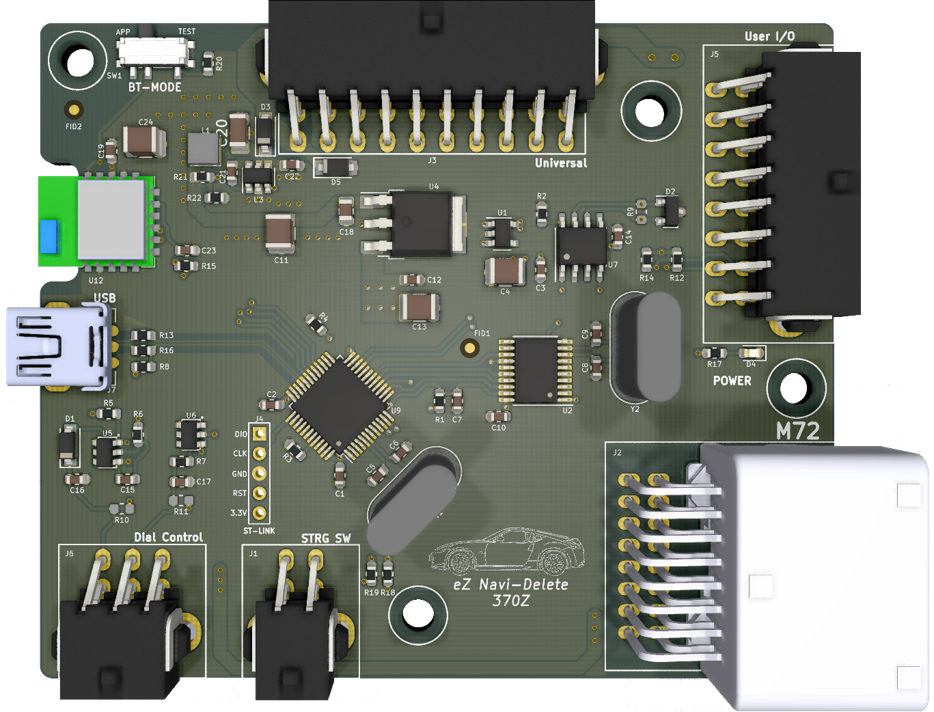 APP
TEST
SW1
BT-MODE
R20
FID2
C24
C19
C20
D3
L1
R21
C21
L3
C22
R22
J3
Universal
D5
User I/O
J5
U4
C18
C11
C12
C13
U1
C4
C3
R2
U7
C14
R9
D2
R14
R12
U12
C23
R15
USB
J7
R13
R16
R8
R4
FID1
C9
C8
Y2
R17
D4
POWER
M72
U2
C10
R1
C7
C2
U9
R3
C1
C5
C6
J4
DIO
CLK
GND
RST
3.3V
ST-LINK
D1
R5
R6
U5
C16
C15
R10
U6
R7
C17
R11
J2
Dial Control
J6
STRG SW
J1
R19
R18
eZ Navi-Delete
370Z